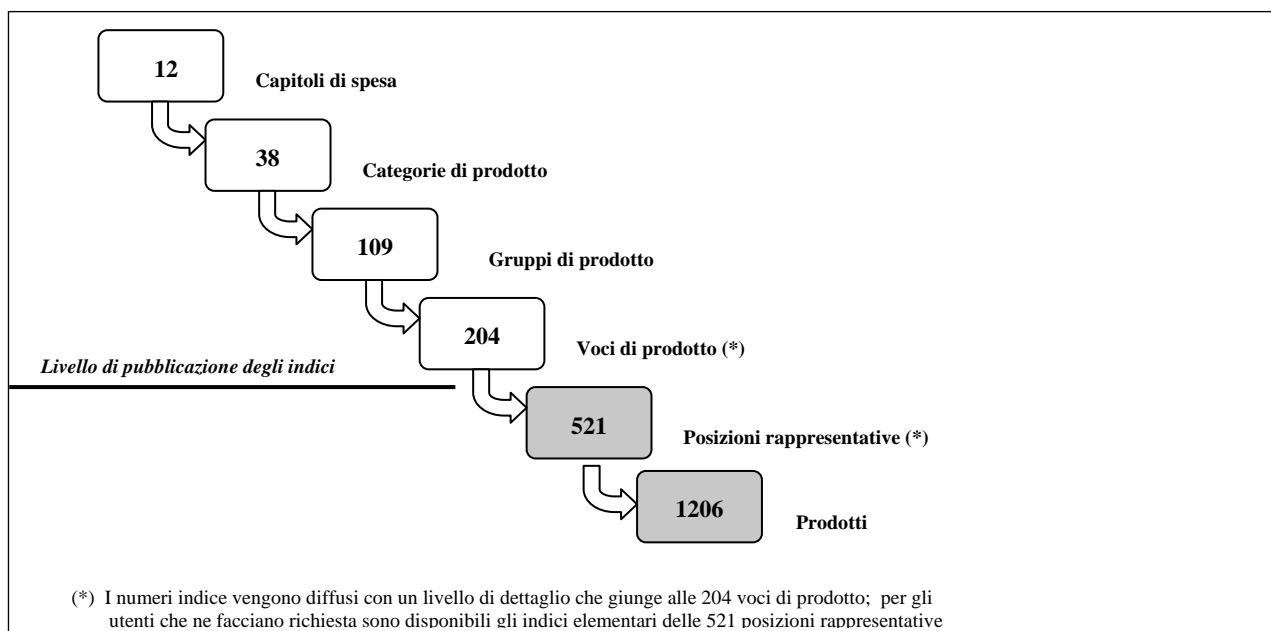 12
Capitoli di spesa
38
Categorie di prodotto
109
Gruppi di prodotto
204
Voci di prodotto (*)
Livello di pubblicazione degli indici
521
Posizioni rappresentative (*)
1206
Prodotti
(*) I numeri indice vengono diffusi con un livello di dettaglio che giunge alle 204 voci di prodotto; per gli
utenti che ne facciano richiesta sono disponibili gli indici elementari delle 521 posizioni rappresentative